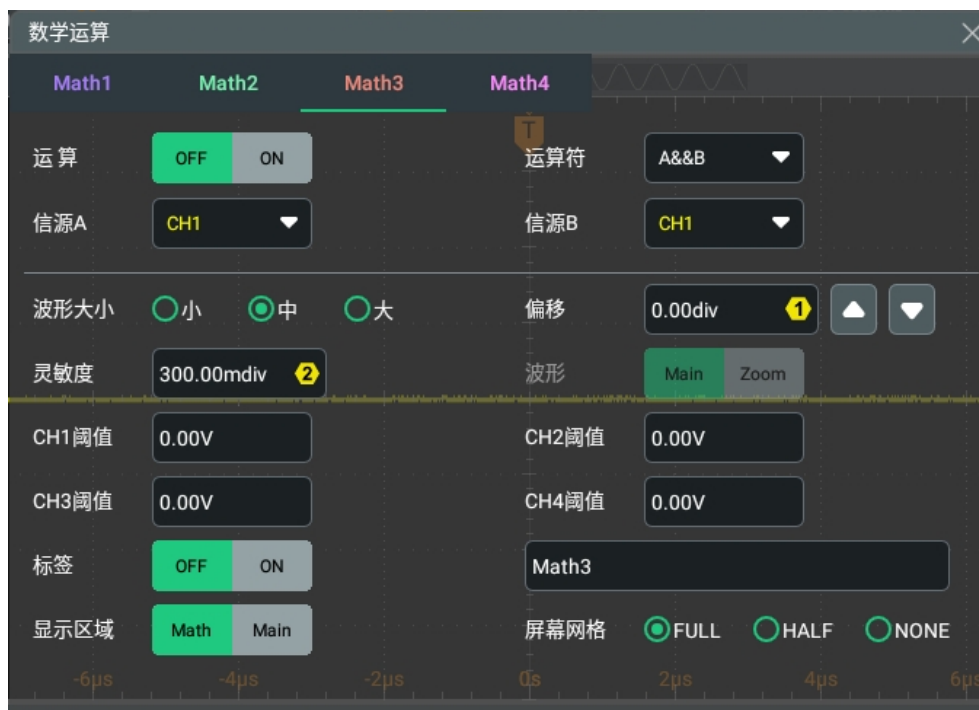 数学运算
Math1 Math2 Math3 Math4
T
运算 OFF ON 运算符 A&&B
信源A CH1 信源B CH1
波形大小 小 中 大 偏移 0.00div 1
灵敏度 300.00mdiv 2 波形 Main Zoom
CH1阈值 0.00V CH2阈值 0.00V
CH3阈值 0.00V CH4阈值 0.00V
标签 OFF ON Math3
显示区域 Math Main 屏幕网格 FULL HALF NONE
-6μs -4μs -2μs 0s 2μs 4μs 6μs